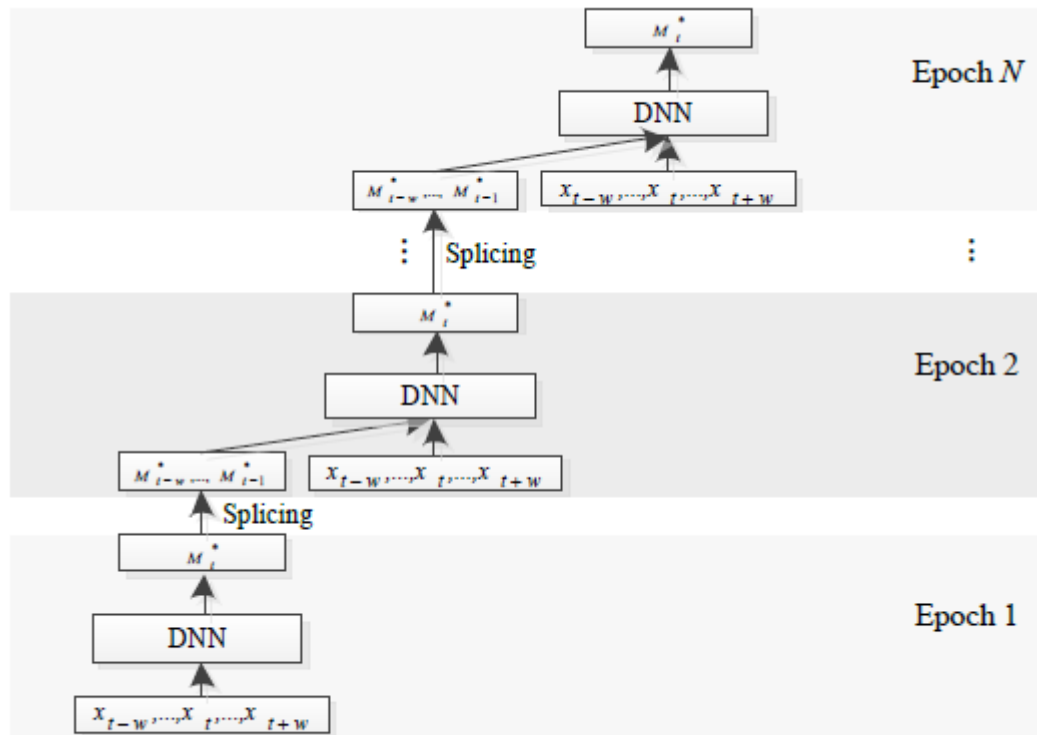 M*t
Epoch N
DNN
M*t−w,..., M*t−1
xt−w,...,xt,...,xt+w
⋮ Splicing ⋮
M*t
Epoch 2
DNN
M*t−w,..., M*t−1
xt−w,...,xt,...,xt+w
Splicing
M*t
Epoch 1
DNN
xt−w,...,xt,...,xt+w